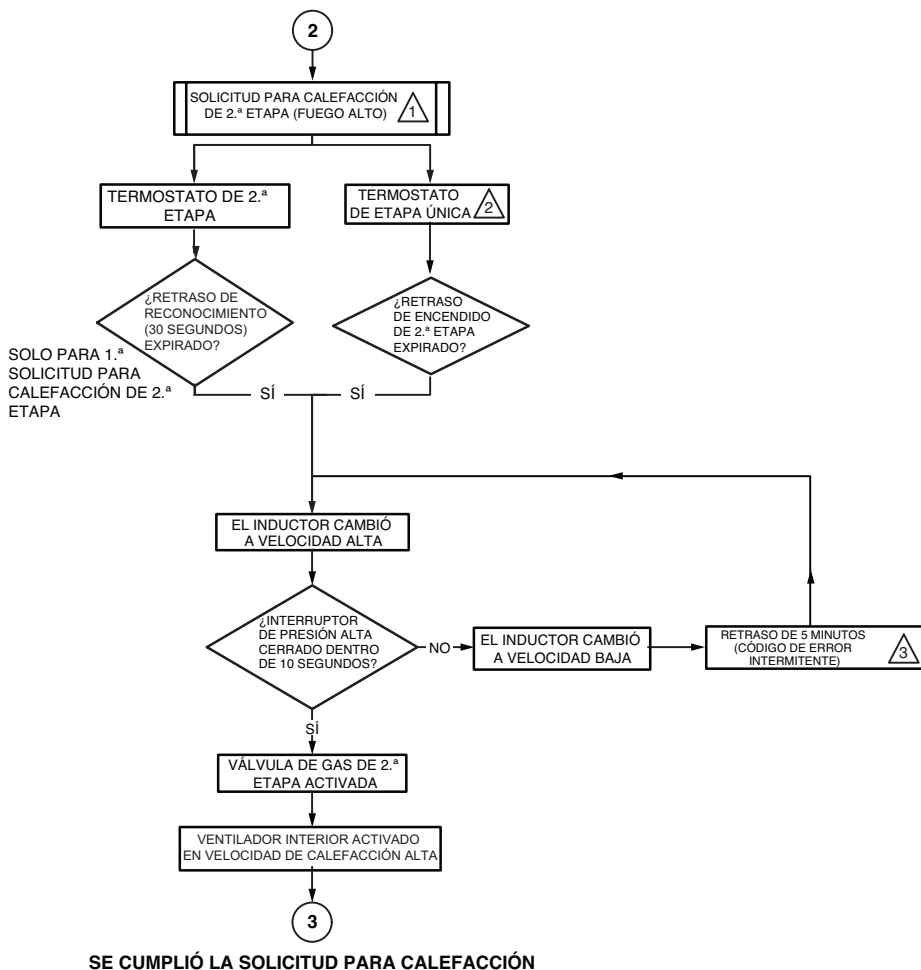 2
SOLICITUD PARA CALEFACCIÓN
DE 2.ª ETAPA (FUEGO ALTO)
1
TERMOSTATO DE 2.ª
ETAPA
TERMOSTATO
DE ETAPA ÚNICA
2
¿RETRASO DE
RECONOCIMIENTO
(30 SEGUNDOS)
EXPIRADO?
¿RETRASO
DE ENCENDIDO
DE 2.ª ETAPA
EXPIRADO?
SOLO PARA 1.ª
SOLICITUD PARA
CALEFACCIÓN DE 2.ª
ETAPA
SÍ
SÍ
EL INDUCTOR CAMBIÓ
A VELOCIDAD ALTA
¿INTERRUPTOR
DE PRESIÓN ALTA
CERRADO DENTRO
DE 10 SEGUNDOS?
NO
EL INDUCTOR CAMBIÓ
A VELOCIDAD BAJA
RETRASO DE 5 MINUTOS
(CÓDIGO DE ERROR
INTERMITENTE)
3
SÍ
VÁLVULA DE GAS DE 2.ª
ETAPA ACTIVADA
VENTILADOR INTERIOR ACTIVADO
EN VELOCIDAD DE CALEFACCIÓN ALTA
3
SE CUMPLIÓ LA SOLICITUD PARA CALEFACCIÓN